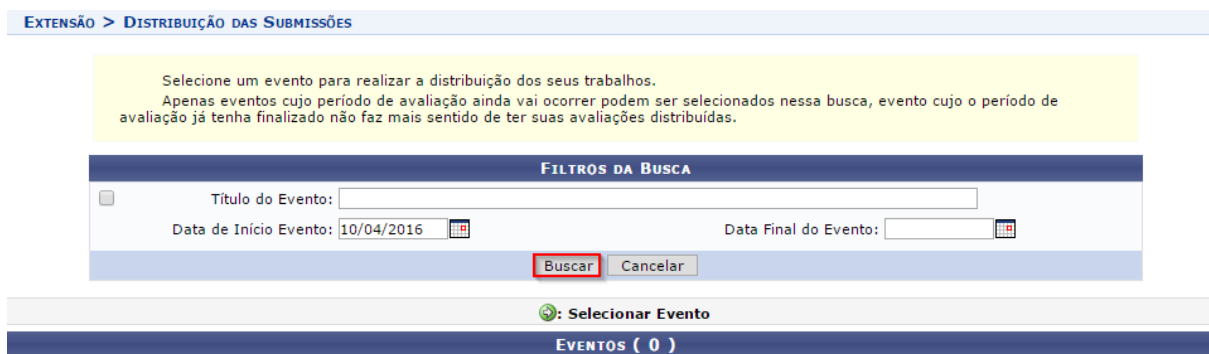 Extensão > Distribuição das Submissões
Selecione um evento para realizar a distribuição dos seus trabalhos.
Apenas eventos cujo período de avaliação ainda vai ocorrer podem ser selecionados nessa busca, evento cujo o período de
avaliação já tenha finalizado não faz mais sentido de ter suas avaliações distribuídas.
Filtros da Busca
Título do Evento:
Data de Início Evento: 10/04/2016 Data Final do Evento:
Buscar Cancelar
: Selecionar Evento
Eventos ( 0 )